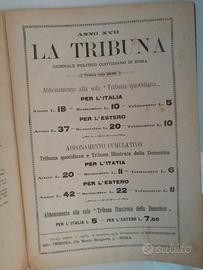 ANNO XVII
LA TRIBUNA
GIORNALE POLITICO QUOTIDIANO DI ROMA
Abbonamento alla sola "Tribuna quotidiana"
PER L'ITALIA
Anno L. 18 - Semestre L. 10 - Trimestre L. 5
PER L'ESTERO
Anno L. 37 - Semestre L. 20 - Trimestre L. 10
ABBONAMENTO CUMULATIVO
Tribuna quotidiana e Tribuna Illustrata della Domenica
PER L'ITALIA
Anno L. 20 - Semestre L. 11 - Trimestre L. 6
PER L'ESTERO
Anno L. 42 - Semestre L. 22 - Trimestre L. 11
Abbonamento alla sola "Tribuna Illustrata della Domenica"
PER L'ITALIA L. 5 - PER L'ESTERO L. 7,50
subito